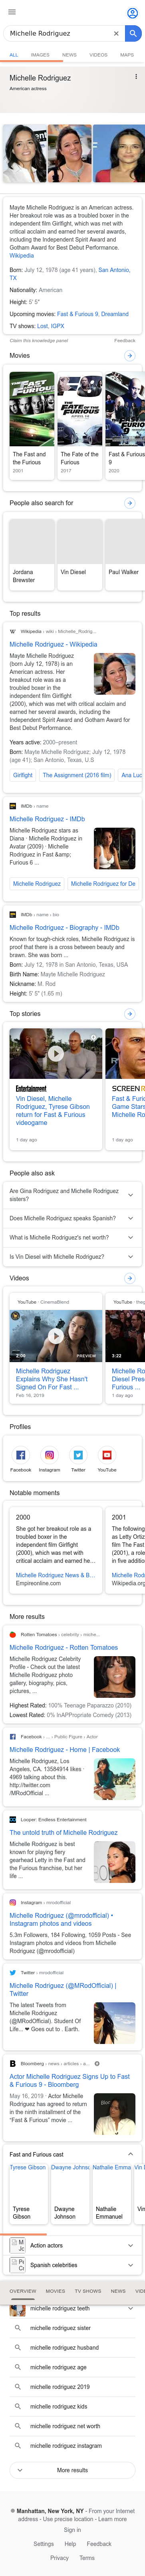 Michelle Rodriguez
ALL IMAGES NEWS VIDEOS MAPS
Michelle Rodriguez
American actress
Mayte Michelle Rodriguez is an American actress.
Her breakout role was as a troubled boxer in the
independent film Girlfight, which was met with
critical acclaim and earned her several awards,
including the Independent Spirit Award and
Gotham Award for Best Debut Performance.
Wikipedia
Born: July 12, 1978 (age 41 years), San Antonio,
TX
Nationality: American
Height: 5′ 5″
Upcoming movies: Fast & Furious 9, Dreamland
TV shows: Lost, IGPX
Claim this knowledge panel Feedback
Movies
The Fast and
the Furious
2001
The Fate of the
Furious
2017
Fast & Furious
9
2020
People also search for
Jordana
Brewster
Vin Diesel
Paul Walker
Top results
Wikipedia › wiki › Michelle_Rodrig...
Michelle Rodriguez - Wikipedia
Mayte Michelle Rodriguez
(born July 12, 1978) is an
American actress. Her
breakout role was as a
troubled boxer in the
independent film Girlfight
(2000), which was met with critical acclaim and
earned her several awards, including the
Independent Spirit Award and Gotham Award for
Best Debut Performance.
Years active: 2000–present
Born: Mayte Michelle Rodriguez; July 12, 1978
(age 41); San Antonio, Texas, U.S
Girlfight The Assignment (2016 film) Ana Luc
IMDb › name
Michelle Rodriguez - IMDb
Michelle Rodriguez stars as
Diana · Michelle Rodriguez in
Avatar (2009) · Michelle
Rodriguez in Fast &amp;
Furious 6 ...
Michelle Rodriguez Michelle Rodriguez for De
IMDb › name › bio
Michelle Rodriguez - Biography - IMDb
Known for tough-chick roles, Michelle Rodriguez is
proof that there is a cross between beauty and
brawn. She was born ...
Born: July 12, 1978 in San Antonio, Texas, USA
Birth Name: Mayte Michelle Rodriguez
Nickname: M. Rod
Height: 5′ 5″ (1.65 m)
Top stories
Entertainment
Vin Diesel, Michelle
Rodriguez, Tyrese Gibson
return for Fast & Furious
videogame
1 day ago
SCREEN R
Fast & Furio
Game Stars
Michelle Ro
1 day ago
People also ask
Are Gina Rodriguez and Michelle Rodriguez
sisters?
Does Michelle Rodriguez speaks Spanish?
What is Michelle Rodriguez's net worth?
Is Vin Diesel with Michelle Rodriguez?
Videos
YouTube · CinemaBlend
PREVIEW
Michelle Rodriguez
Explains Why She Hasn't
Signed On For Fast ...
Feb 16, 2019
YouTube
3:22
Michelle Ro
Diesel Pres
Furious ...
1 day ago
Profiles
Facebook Instagram Twitter YouTube
Notable moments
2000
She got her breakout role as a
troubled boxer in the
independent film Girlfight
(2000), which was met with
critical acclaim and earned he...
Michelle Rodriguez News & B...
Empireonline.com
2001
The following
as Letty Ortiz
film The Fast
(2001), a role
in five additio
Michelle Rodr
Wikipedia.org
More results
Rotten Tomatoes › celebrity › miche...
Michelle Rodriguez - Rotten Tomatoes
Michelle Rodriguez Celebrity
Profile - Check out the latest
Michelle Rodriguez photo
gallery, biography, pics,
pictures, ...
Highest Rated: 100% Teenage Paparazzo (2010)
Lowest Rated: 0% InAPPropriate Comedy (2013)
Facebook › ... › Public Figure › Actor
Michelle Rodriguez - Home | Facebook
Michelle Rodriguez, Los
Angeles, CA. 13584914 likes ·
4969 talking about this.
http://twitter.com
/MRodOfficial ...
Looper: Endless Entertainment
The untold truth of Michelle Rodriguez
Michelle Rodriguez is best
known for playing fiery
gearhead Letty in the Fast and
the Furious franchise, but her
life ...
Instagram › mrodofficial
Michelle Rodriguez (@mrodofficial) •
Instagram photos and videos
5.3m Followers, 184 Following, 1059 Posts - See
Instagram photos and videos from Michelle
Rodriguez (@mrodofficial)
Twitter › mrodofficial
Michelle Rodriguez (@MRodOfficial) |
Twitter
The latest Tweets from
Michelle Rodriguez
(@MRodOfficial). Student Of
Life... ❤ Goes out to . Earth.
Bloomberg › news › articles › a...
Actor Michelle Rodriguez Signs Up to Fast
& Furiosy 9 - Bloomberg
May 16, 2019 · Actor Michelle
Rodriguez has agreed to return
for the ninth installment of the
"Fast & Furious" movie ...
Fast and Furious cast
Tyrese Gibson Dwayne Johnsc Nathalie Emma Vin D
Tyrese
Gibson
Dwayne
Johnson
Nathalie
Emmanuel
Vin
Action actors
Spanish celebrities
OVERVIEW MOVIES TV SHOWS NEWS VIDE
michelle rodriguez teeth
michelle rodriguez sister
michelle rodriguez husband
michelle rodriguez age
michelle rodriguez 2019
michelle rodriguez kids
michelle rodriguez net worth
michelle rodriguez instagram
More results
Manhattan, New York, NY - From your Internet
address - Use precise location - Learn more
Sign in
Settings Help Feedback
Privacy Terms